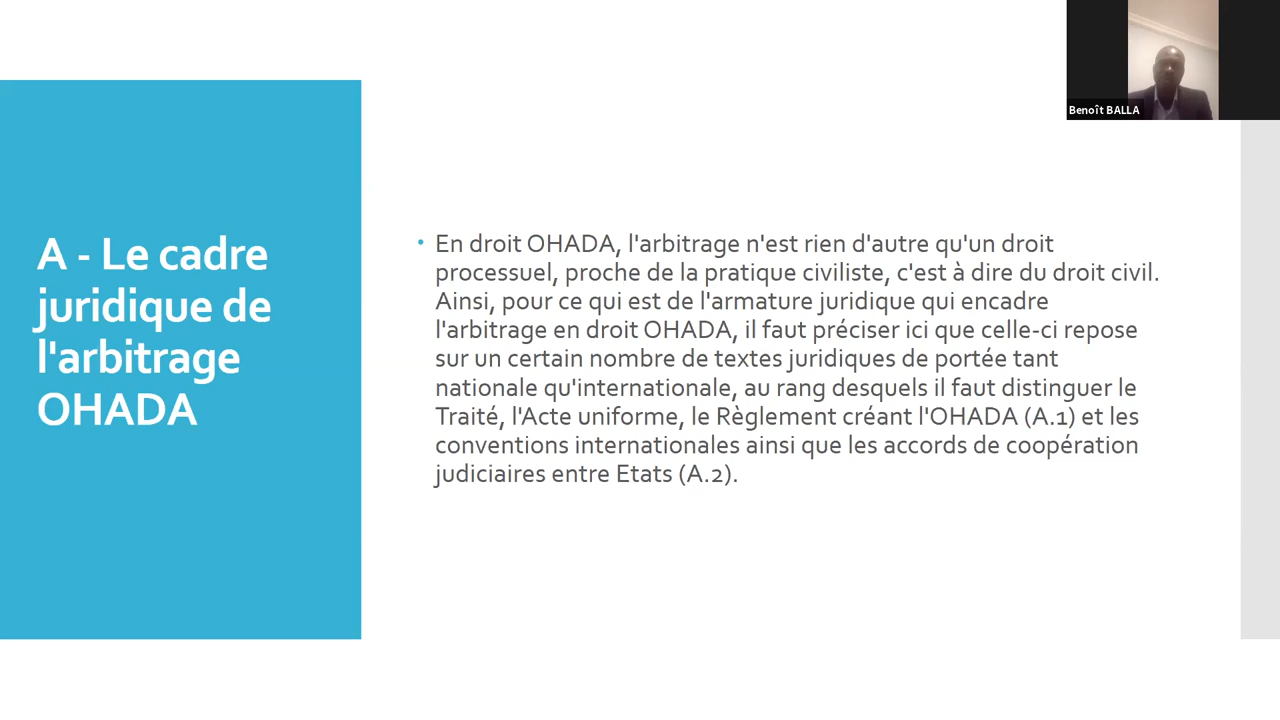 Benoît BALLA
A - Le cadre
juridique de
l'arbitrage
OHADA
• En droit OHADA, l'arbitrage n'est rien d'autre qu'un droit
processuel, proche de la pratique civiliste, c'est à dire du droit civil.
Ainsi, pour ce qui est de l'armature juridique qui encadre
l'arbitrage en droit OHADA, il faut préciser ici que celle-ci repose
sur un certain nombre de textes juridiques de portée tant
nationale qu'internationale, au rang desquels il faut distinguer le
Traité, l'Acte uniforme, le Règlement créant l'OHADA (A.1) et les
conventions internationales ainsi que les accords de coopération
judiciaires entre Etats (A.2).